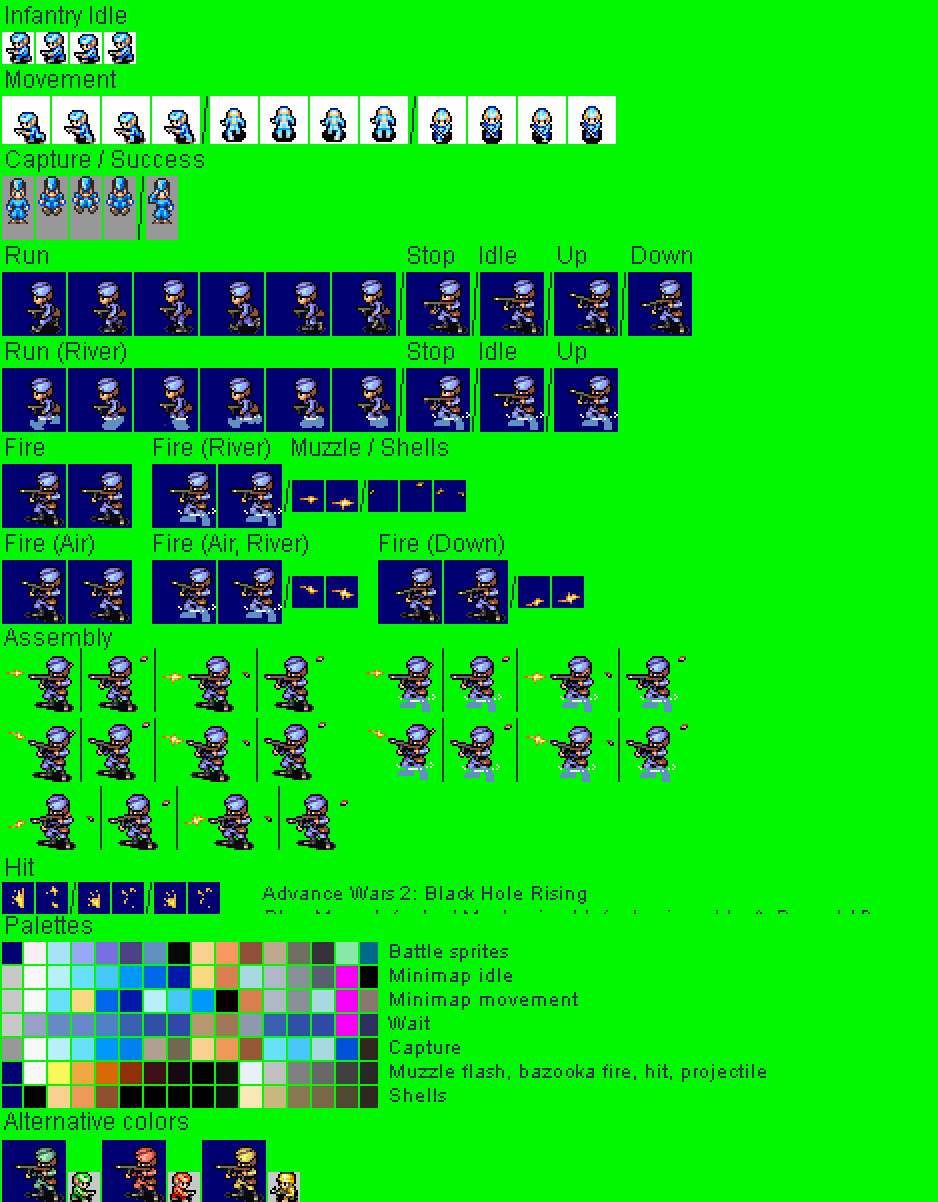 Infantry Idle
Movement
Capture / Success
Run Stop Idle Up Down
Run (River) Stop Idle Up
Fire Fire (River) Muzzle / Shells
Fire (Air) Fire (Air, River) Fire (Down)
Assembly
Hit
Advance Wars 2: Black Hole Rising
Palettes
Battle sprites
Minimap idle
Minimap movement
Wait
Capture
Muzzle flash, bazooka fire, hit, projectile
Shells
Alternative colors